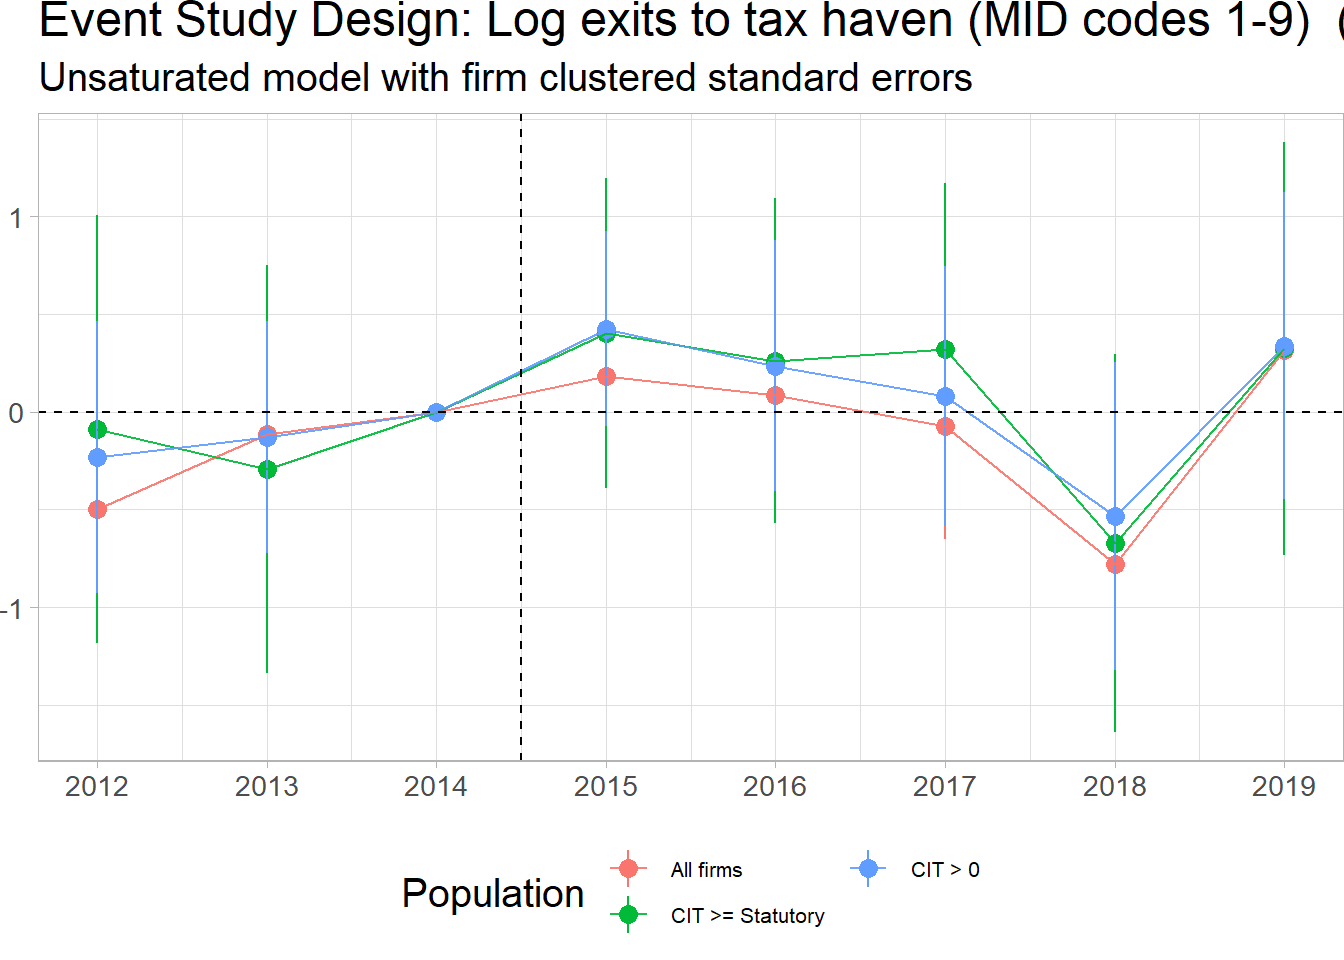 Event Study Design: Log exits to tax haven (MID codes 1-9) (
Unsaturated model with firm clustered standard errors
1
0
-1
2012 2013 2014 2015 2016 2017 2018 2019
Population
All firms
CIT > 0
CIT >= Statutory